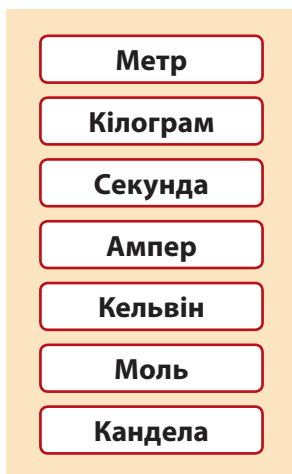 Метр
Кілограм
Секунда
Ампер
Кельвін
Моль
Кандела